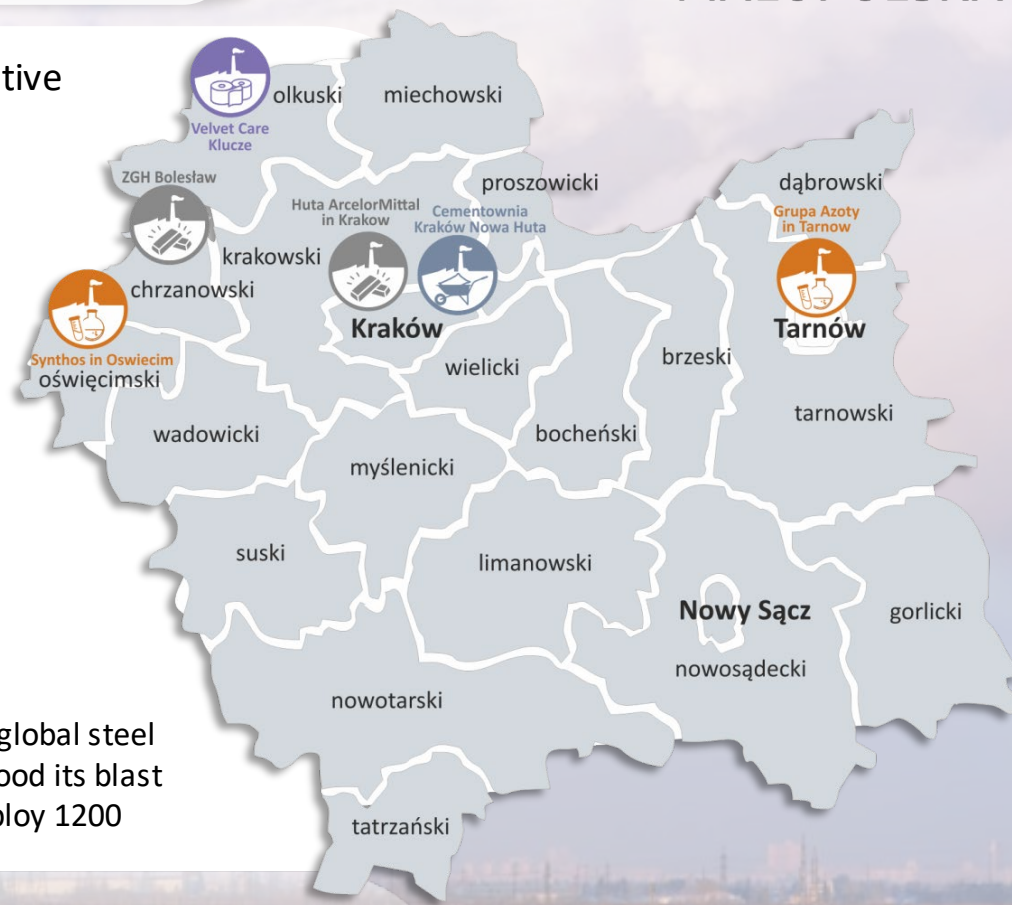 tive
olkuski
miechowski
Velvet Care
Klucze
ZGH Bolesław
proszowicki
dąbrowski
Huta ArcelorMittal
in Krakow
Cementownia
Kraków Nowa Huta
Grupa Azoty
in Tarnow
krakowski
chrzanowski
Kraków
Tarnów
Synthos in Oswiecim
oświęcimski
wielicki
brzeski
tarnowski
wadowicki
bocheński
myślenicki
suski
limanowski
Nowy Sącz
gorlicki
nowosądecki
nowotarski
global steel
ood its blast
ploy 1200
tatrzański